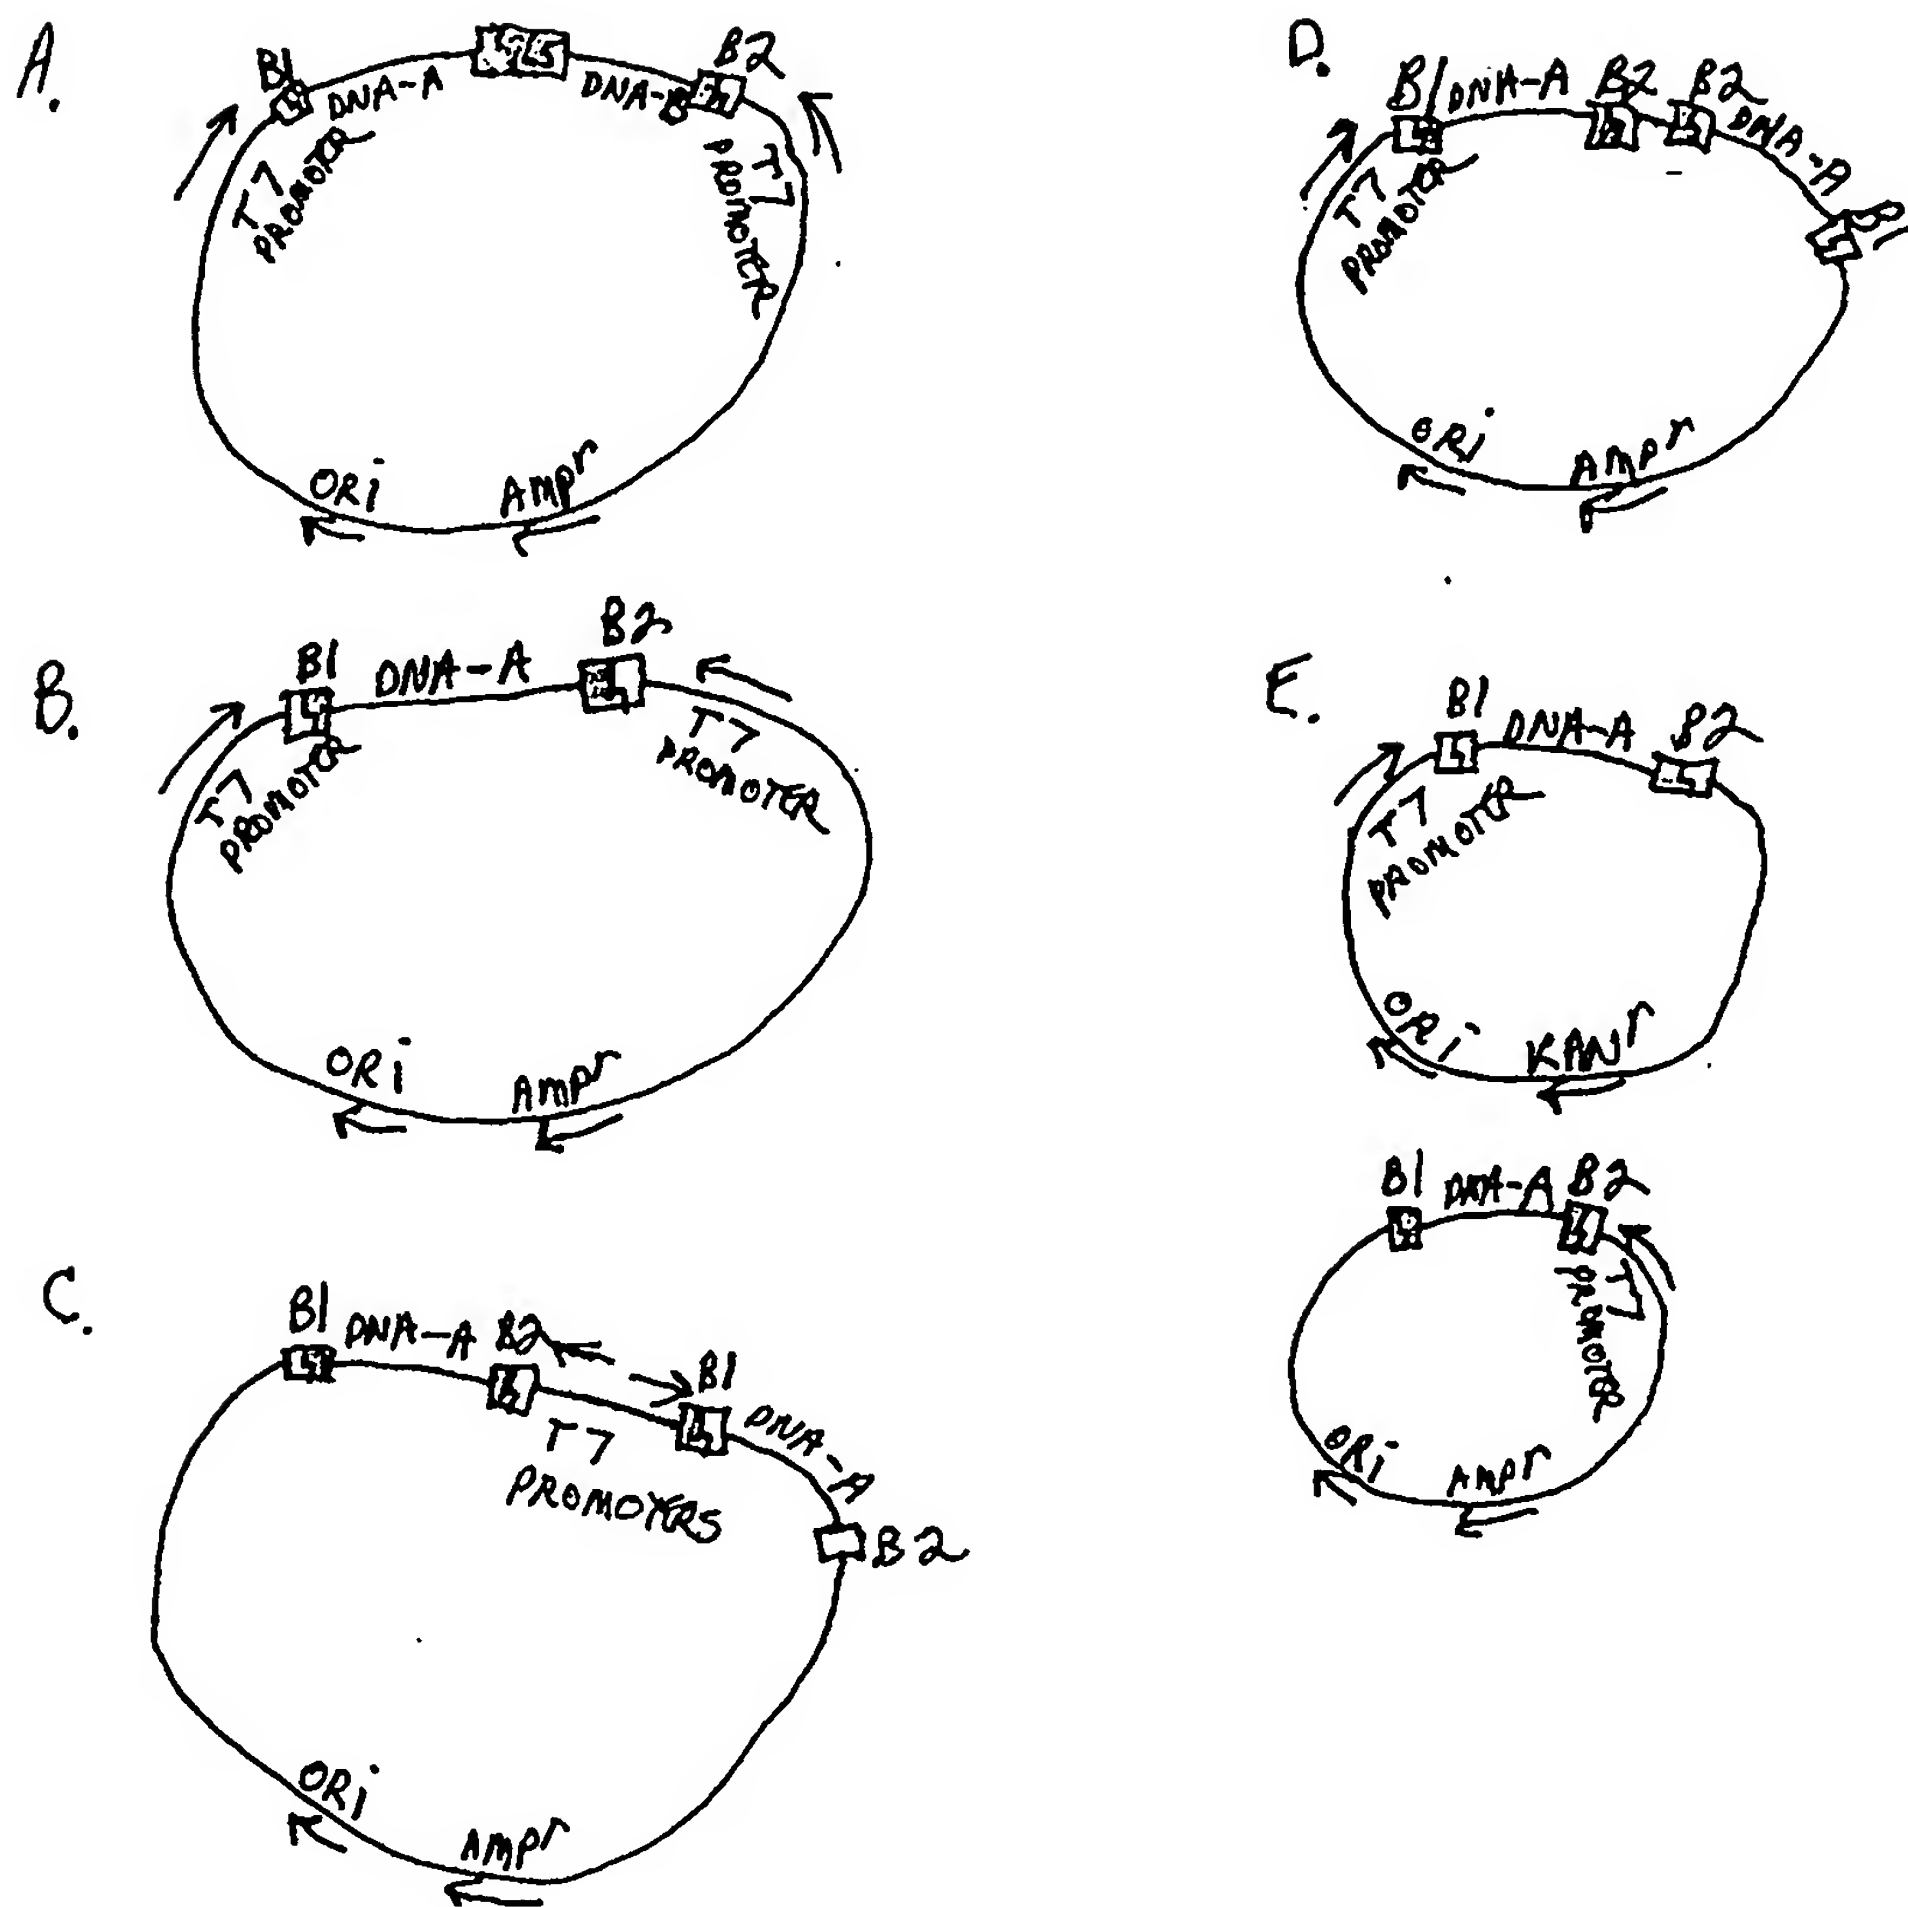 A.
B1
DNA-A
DNA-B
B2
T7
PROMOTER
T7
PROMOTER
ORi
Ampr
B.
B1
DNA-A
B2
T7
PROMOTER
T7
PROMOTER
ORi
Ampr
C.
B1
DNA-A
B2
B1
DNA-A
B2
T7
PROMOTERS
ORi
Ampr
D.
B1
DNA-A
B2
B2
DNA-A
B1
T7
PROMOTER
ORi
Ampr
E.
B1
DNA-A
B2
T7
PROMOTER
ORi
KANr
B1
DNA-A
B2
T7
PROMOTER
ORi
Ampr